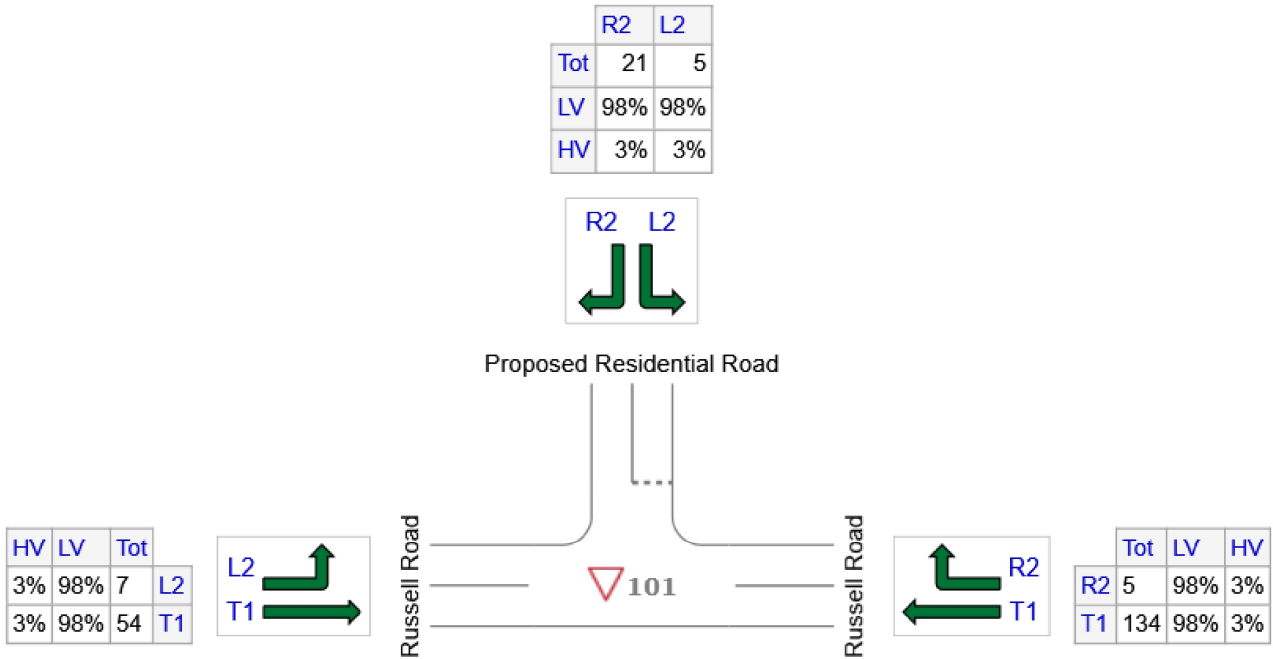 R2 L2
Tot 21 5
LV 98% 98%
HV 3% 3%
R2 L2
Proposed Residential Road
HV LV Tot
3% 98% 7 L2
3% 98% 54 T1
L2
T1
Russell Road
101
Russell Road
R2
T1
Tot LV HV
R2 5 98% 3%
T1 134 98% 3%